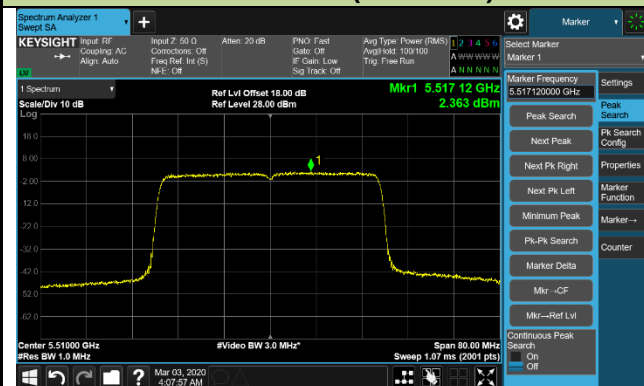 Spectrum Analyzer 1
Swept SA
+
Marker
KEYSIGHT
Input: RF
Coupling: AC
Align: Auto
Input Z: 50 Ω
Corrections: Off
Freq Ref: Int (S)
NFE: Off
Atten: 20 dB
PNO: Fast
Gate: Off
IF Gain: Low
Sig Track: Off
Avg Type: Power (RMS)
Avg|Hold: 100/100
Trig: Free Run
1 2 3 4 5 6
A W W W W W
A N N N N N
LXI
Select Marker
Marker 1
1 Spectrum
Scale/Div 10 dB
Log
Ref Lvl Offset 18.00 dB
Ref Level 28.00 dBm
Mkr1 5.517 12 GHz
2.363 dBm
18.0
8.00
-2.00
-12.0
-22.0
-32.0
-42.0
-52.0
-62.0
1
Center 5.51000 GHz
#Res BW 1.0 MHz
#Video BW 3.0 MHz*
Span 80.00 MHz
Sweep 1.07 ms (2001 pts)
Marker Frequency
5.517120000 GHz
Peak Search
Next Peak
Next Pk Right
Next Pk Left
Minimum Peak
Pk-Pk Search
Marker Delta
Mkr→CF
Mkr→Ref Lvl
Continuous Peak
Search
On
Off
Settings
Peak
Search
Pk Search
Config
Properties
Marker
Function
Marker→
Counter
?
Mar 03, 2020
4:07:57 AM